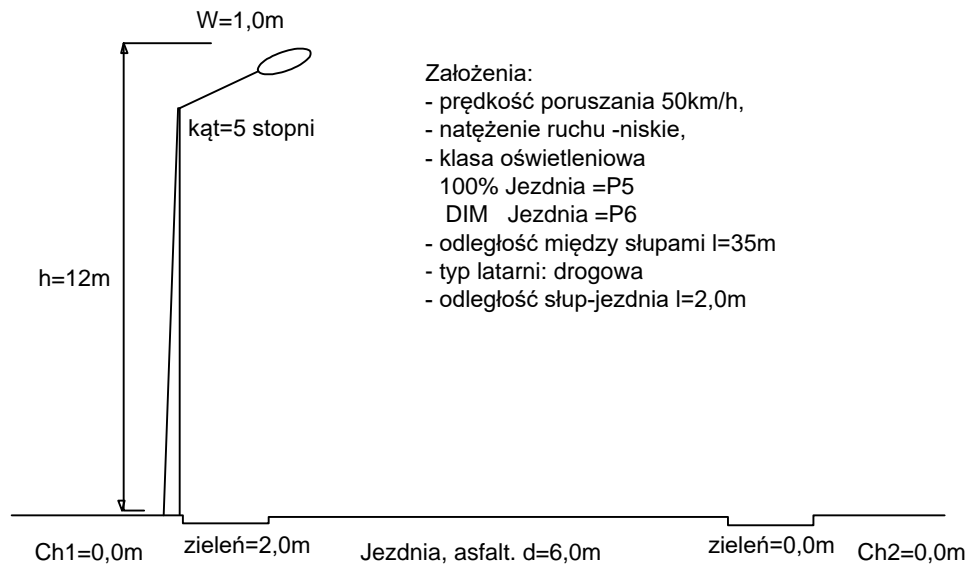 W=1,0m
kąt=5 stopni
h=12m
Założenia:
- prędkość poruszania 50km/h,
- natężenie ruchu -niskie,
- klasa oświetleniowa
100% Jezdnia =P5
DIM Jezdnia =P6
- odległość między słupami l=35m
- typ latarni: drogowa
- odległość słup-jezdnia l=2,0m
Ch1=0,0m
zieleń=2,0m
Jezdnia, asfalt. d=6,0m
zieleń=0,0m
Ch2=0,0m